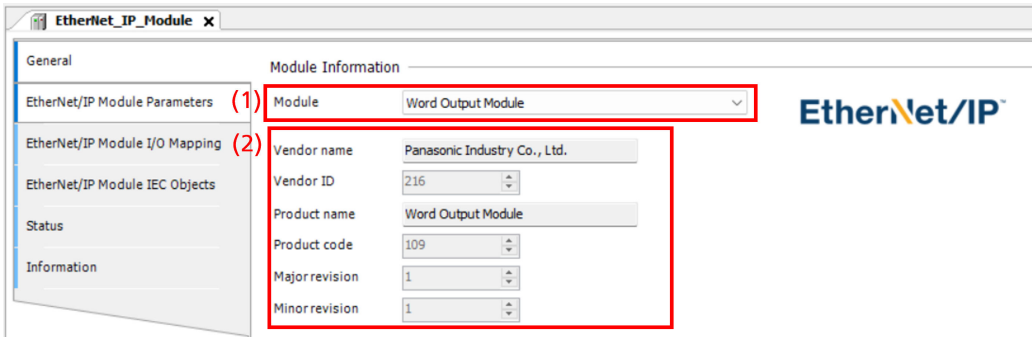 EtherNet_IP_Module X
General
Module Information
EtherNet/IP Module Parameters
(1) Module Word Output Module
EtherNet/IP™
EtherNet/IP Module I/O Mapping
(2) Vendor name Panasonic Industry Co., Ltd.
EtherNet/IP Module IEC Objects
Vendor ID 216
Status
Product name Word Output Module
Product code 109
Information
Major revision 1
Minor revision 1